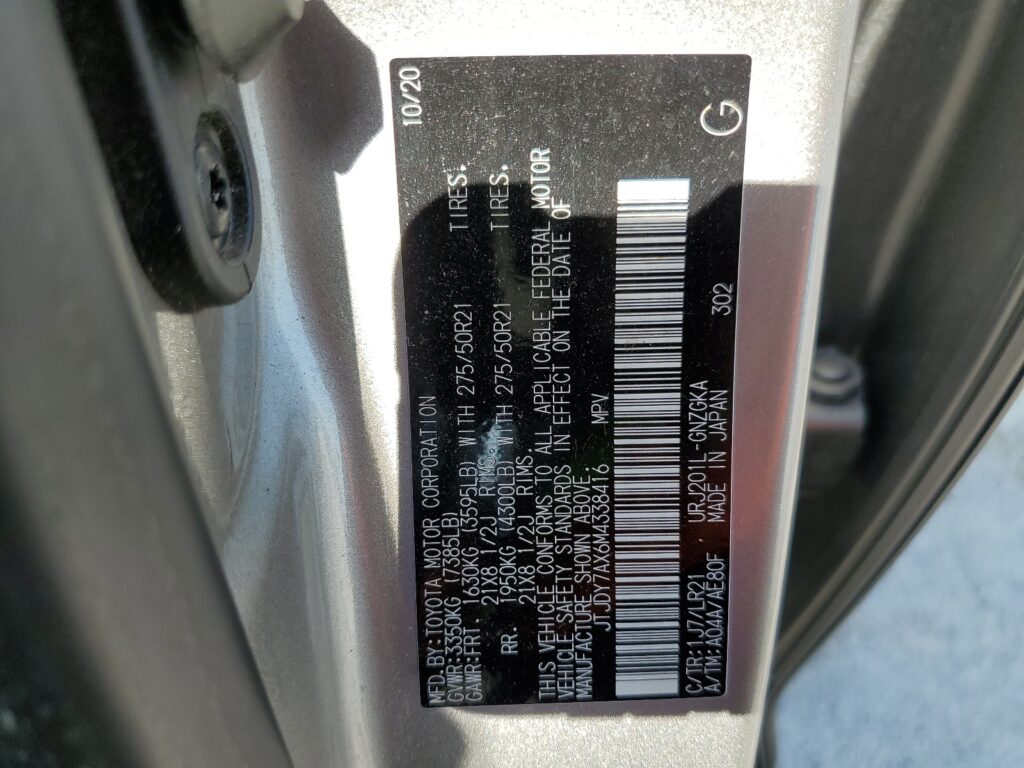 MFD. BY: TOYOTA MOTOR CORPORATION 10/20
GVWR: 3350KG (7385LB)
GAWR: FRT. 1630KG (3595LB) WITH 275/50R21 TIRES.
21X8 1/2J RIMS.
RR. 1950KG (4300LB) WITH 275/50R21 TIRES.
21X8 1/2J RIMS.
THIS VEHICLE CONFORMS TO ALL APPLICABLE FEDERAL MOTOR
VEHICLE SAFETY STANDARDS IN EFFECT ON THE DATE OF
MANUFACTURE SHOWN ABOVE.
JTJDY7AX6M4338416 MPV
C/TR: 1J7/LR21 URJ201L-GNZGKA 302
A/TM: A04A/AE80F MADE IN JAPAN G